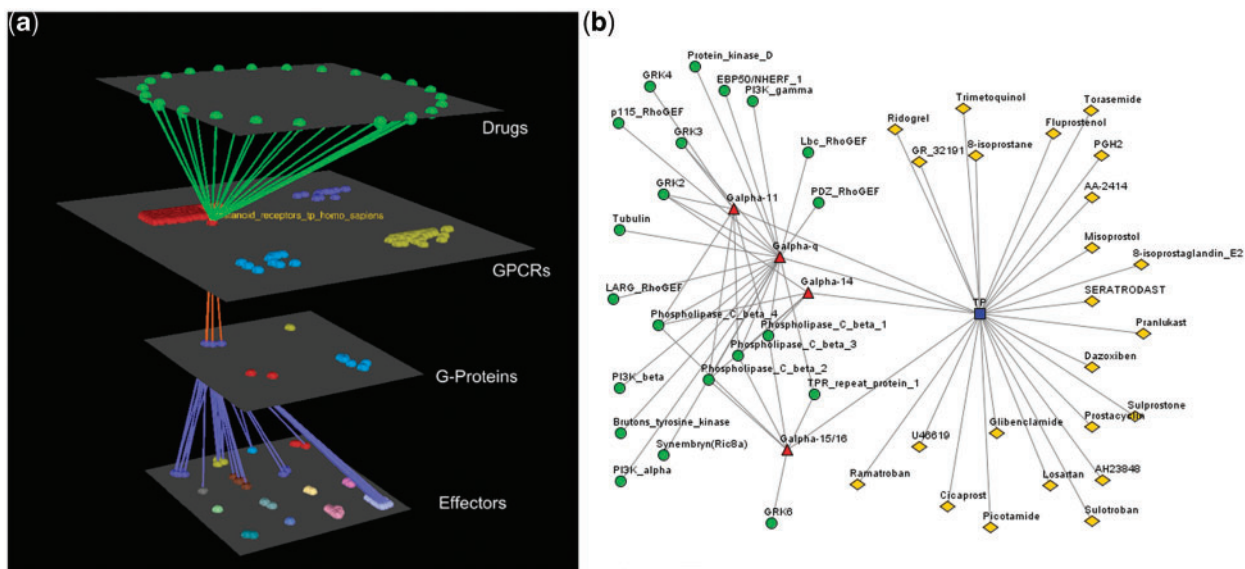 (a)
Drugs
anoid_receptors_tp_homo_sapiens
GPCRs
G-Proteins
Effectors
(b)
Protein_kinase_D
GRK4
EBP50/NHERF_1
PI3K_gamma
p115_RhoGEF
GRK3
Lbc_RhoGEF
GRK2
PDZ_RhoGEF
Galpha-11
Tubulin
Galpha-q
Galpha-14
LARG_RhoGEF
Phospholipase_C_beta_4
Phospholipase_C_beta_1
Phospholipase_C_beta_3
Phospholipase_C_beta_2
PI3K_beta
TPR_repeat_protein_1
Brutons_tyrosine_kinase
Synembryn(Ric8a)
Galpha-15/16
PI3K_alpha
GRK6
Trimetoquinol
Torasemide
Ridogrel
Fluprostenol
GR_32191
8-isoprostane
PGH2
AA-2414
Misoprostol
8-isoprostaglandin_E2
TP
SERATRODAST
Pranlukast
Dazoxiben
Sulprostone
Prostacyclin
Glibenclamide
U46619
Ramatroban
Losartan
AH23848
Cicaprost
Picotamide
Sulotroban